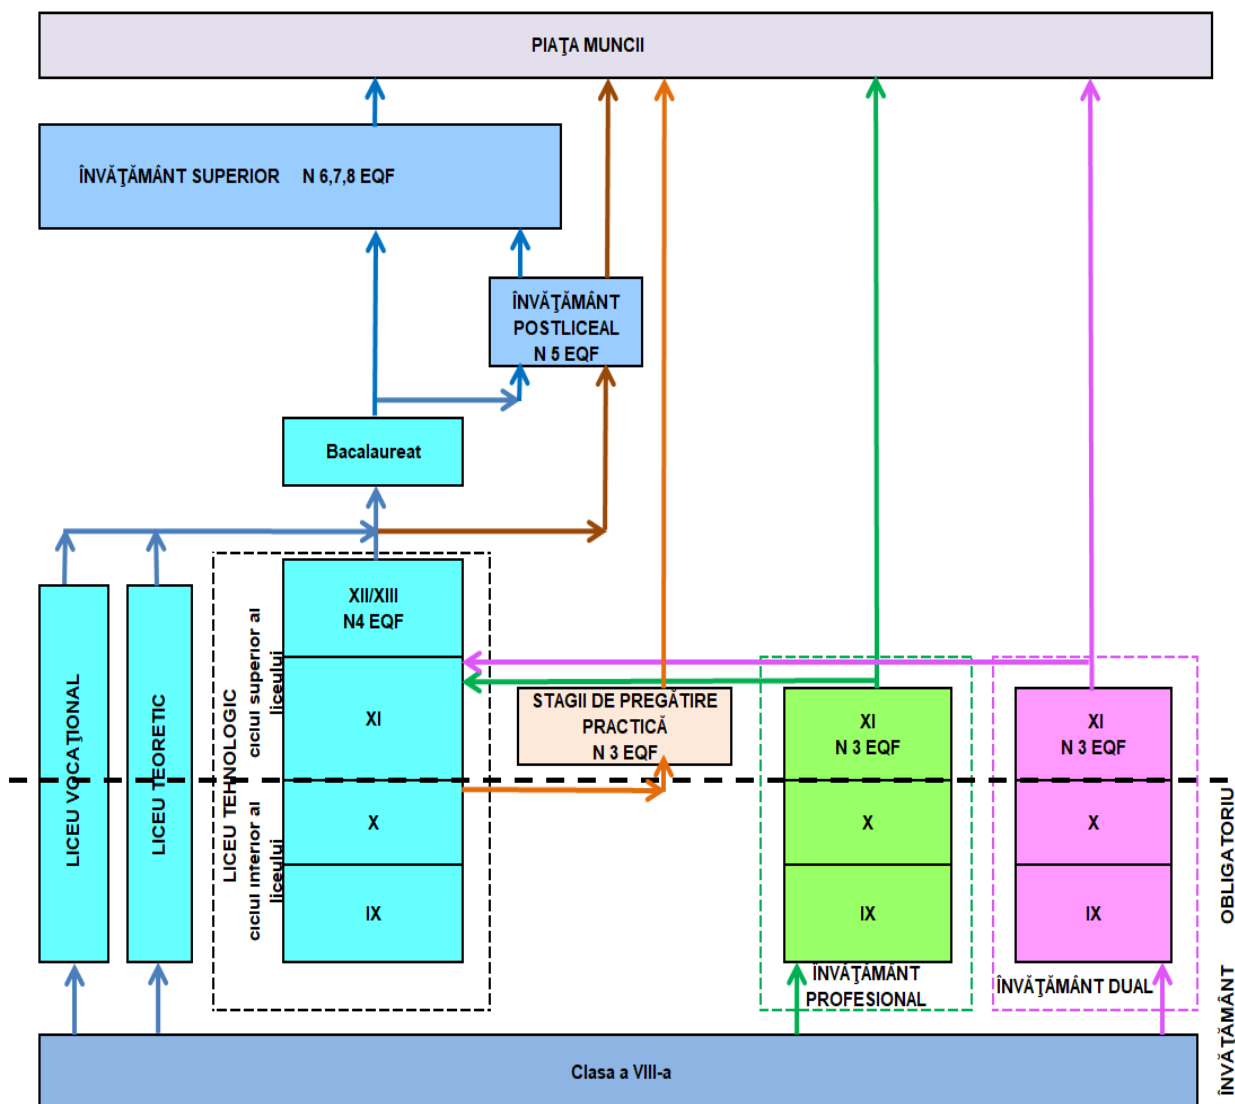 PIAŢA MUNCII
ÎNVĂŢĂMÂNT SUPERIOR N 6,7,8 EQF
ÎNVĂŢĂMÂNT
POSTLICEAL
N 5 EQF
Bacalaureat
LICEU VOCAŢIONAL
LICEU TEORETIC
LICEU TEHNOLOGIC
ciclul superior al
liceului
ciclul inferior al
liceului
XII/XIII
N4 EQF
XI
X
IX
STAGII DE PREGĂTIRE
PRACTICĂ
N 3 EQF
XI
N 3 EQF
X
IX
ÎNVĂŢĂMÂNT
PROFESIONAL
XI
N 3 EQF
X
IX
ÎNVĂŢĂMÂNT DUAL
ÎNVĂŢĂMÂNT OBLIGATORIU
Clasa a VIII-a